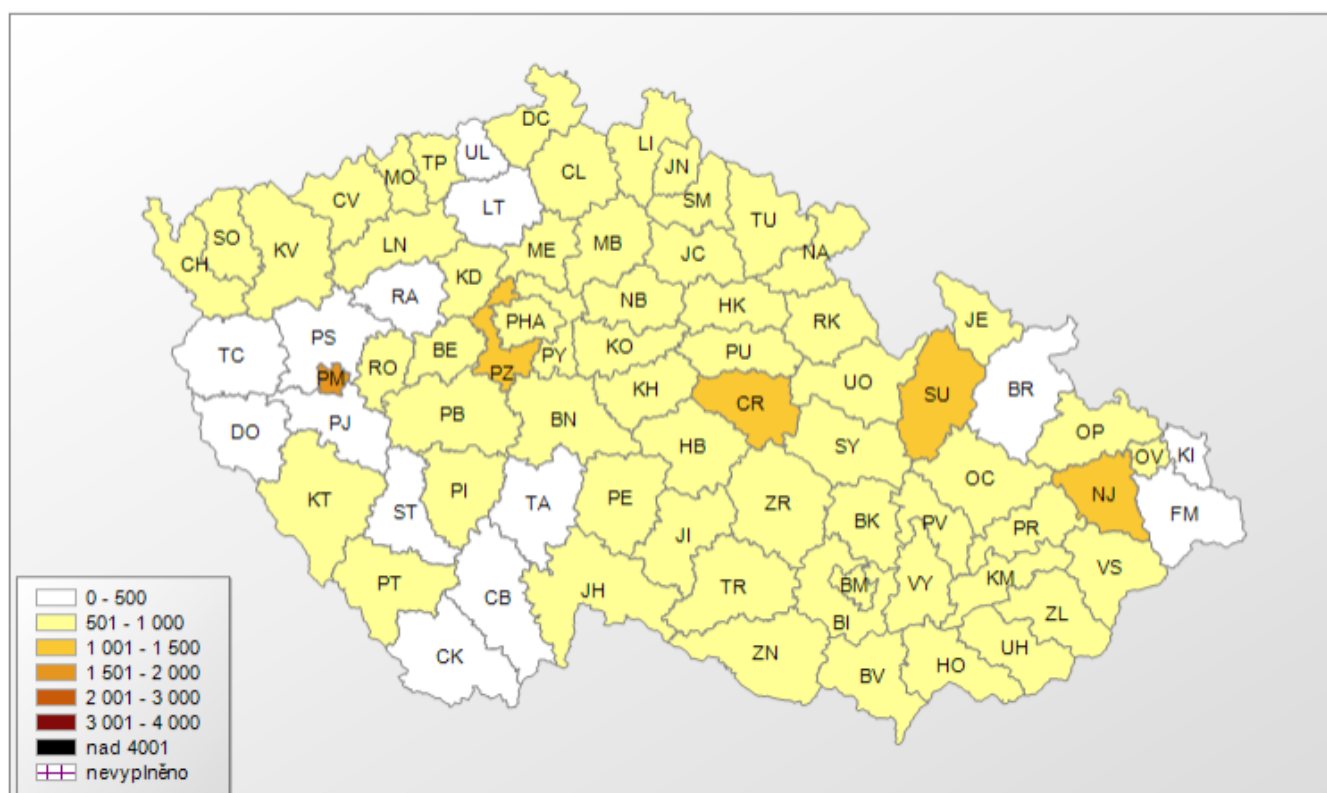 DC
LI
UL
TP
JN
MO
CL
CV
SM
LT
TU
SO
LN
MB
ME
JC
NA
CH
KV
KD
RA
NB
HK
PHA
RK
JE
PS
TC
KO
PU
BE
PY
RO
PZ
PM
UO
BR
KH
SU
CR
PB
BN
PJ
DO
OP
HB
SY
OV
KI
PI
OC
NJ
TA
PE
ZR
KT
ST
FM
BK
PV
PR
JI
VS
KM
PT
BM
TR
VY
CB
JH
ZL
BI
UH
CK
ZN
HO
BV
0 - 500
501 - 1 000
1 001 - 1 500
1 501 - 2 000
2 001 - 3 000
3 001 - 4 000
nad 4001
nevyplněno